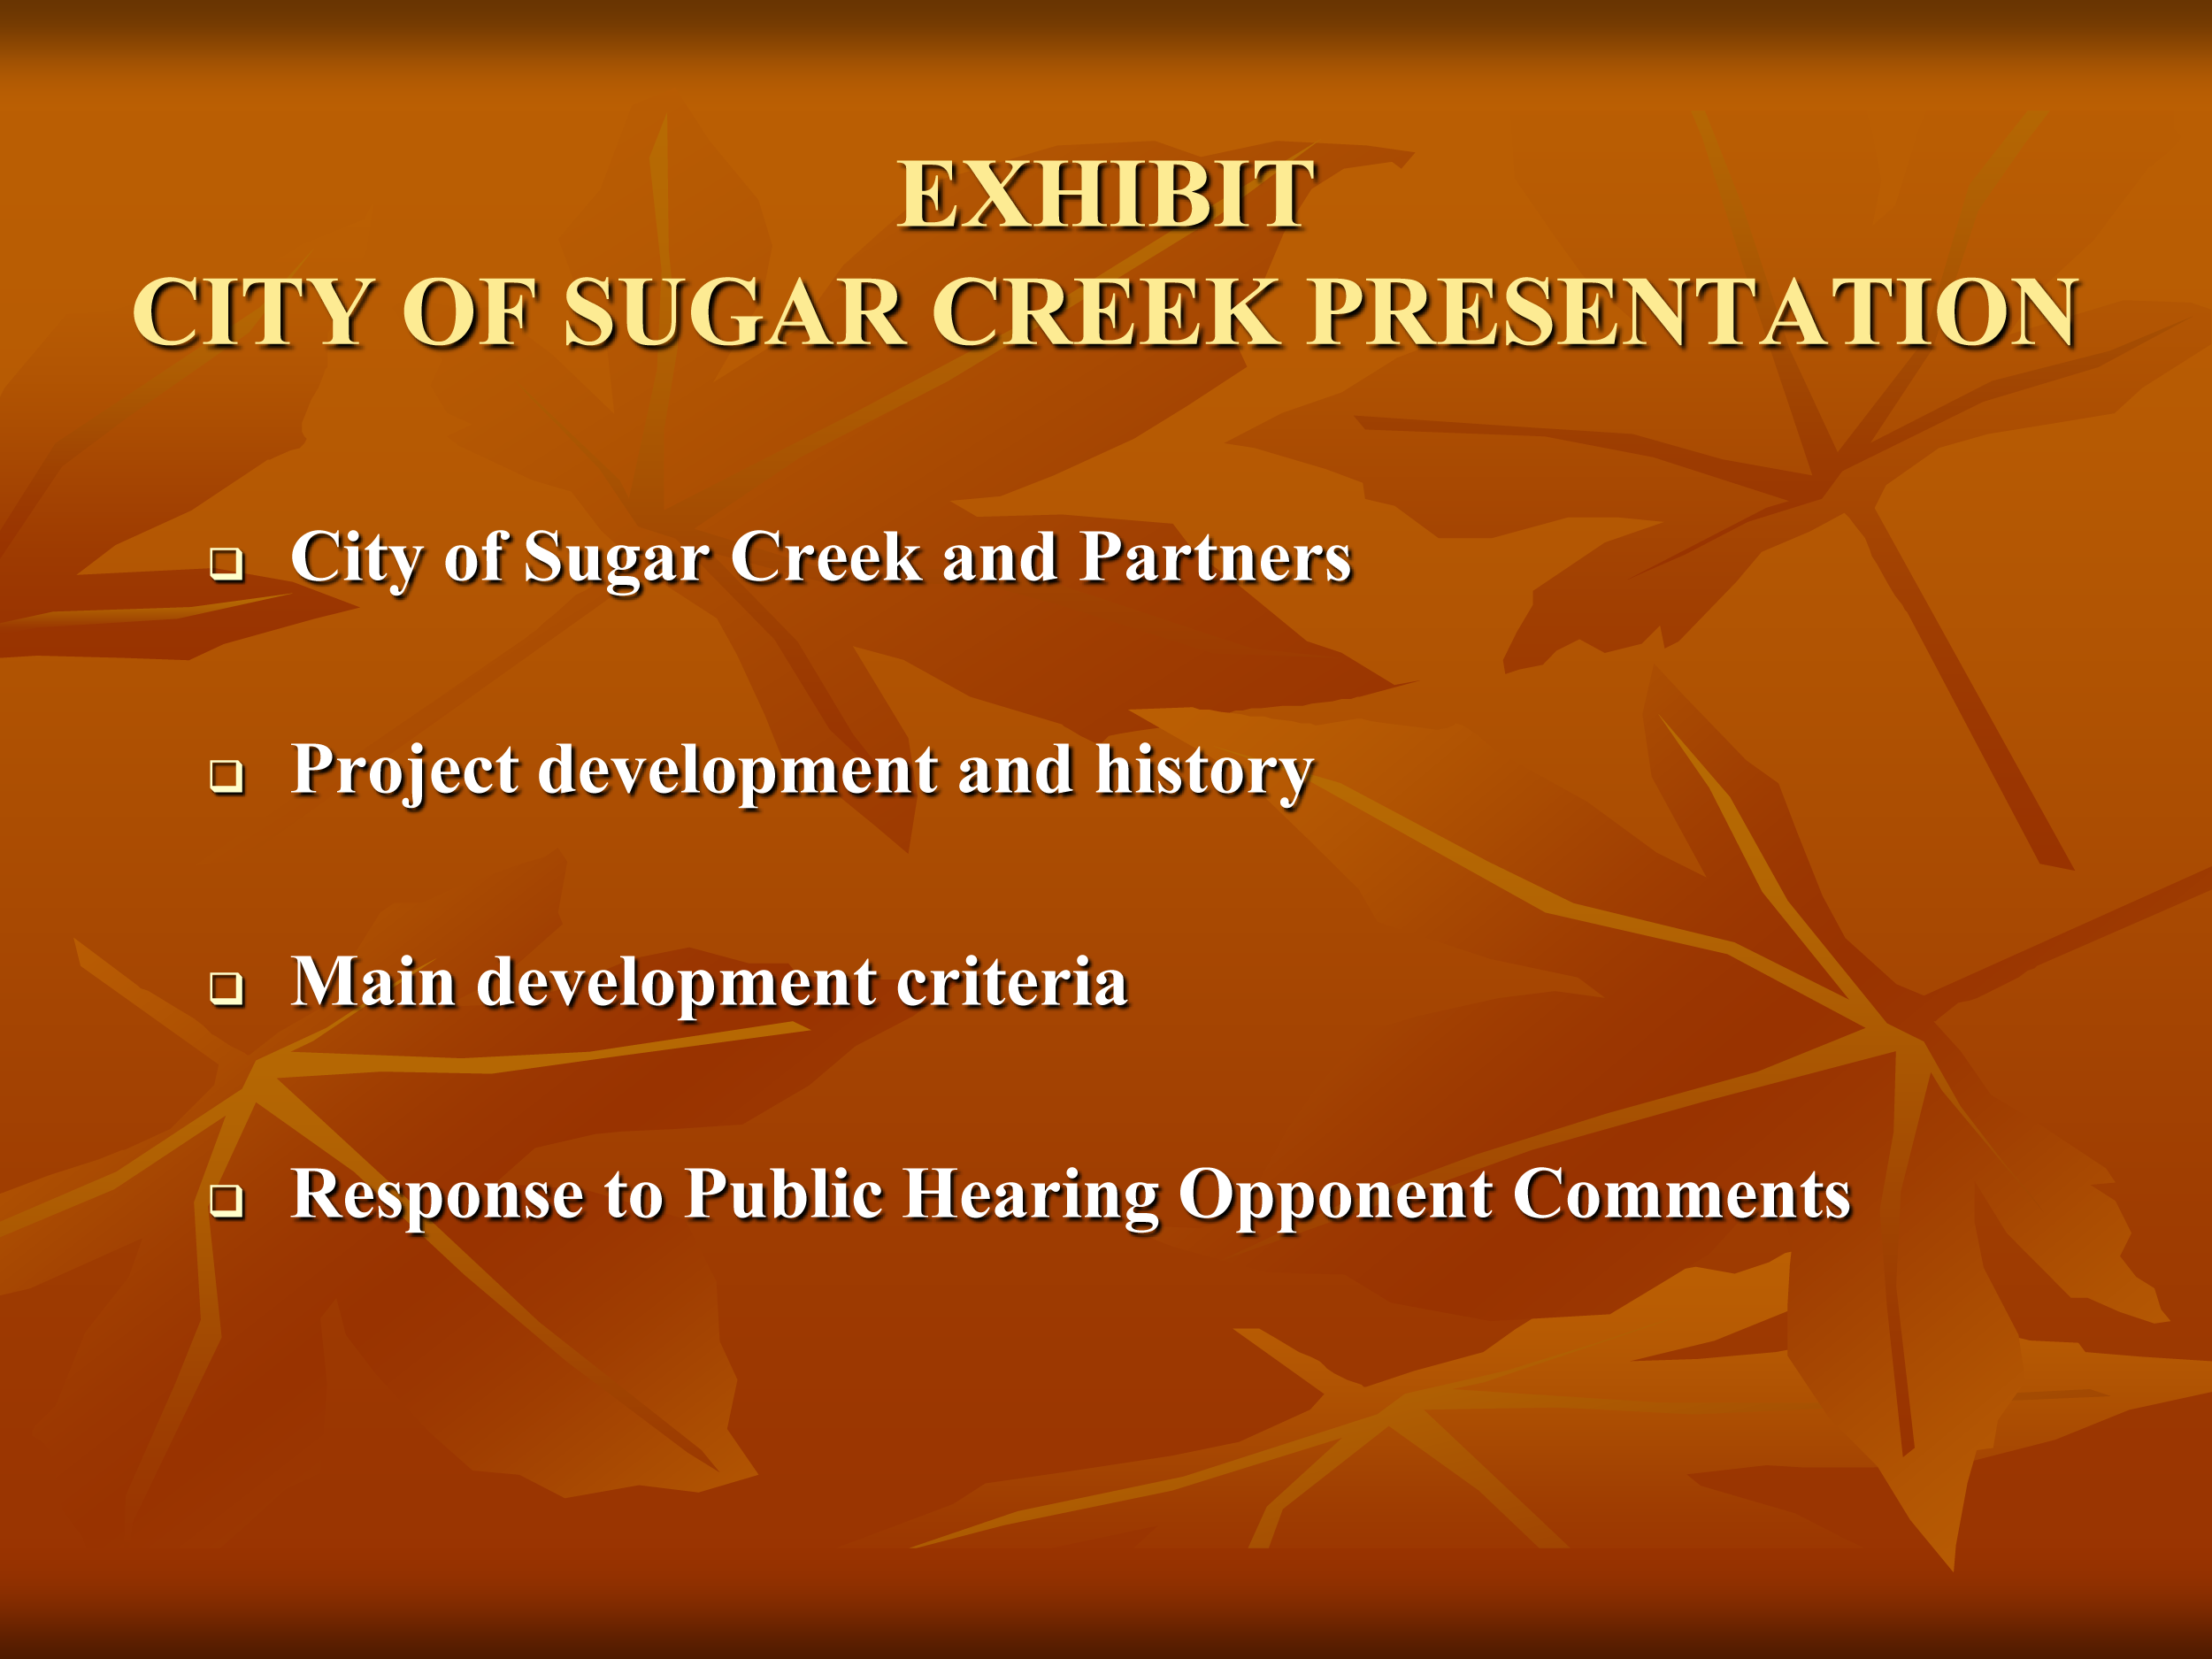 EXHIBIT
CITY OF SUGAR CREEK PRESENTATION
City of Sugar Creek and Partners
Project development and history
Main development criteria
Response to Public Hearing Opponent Comments